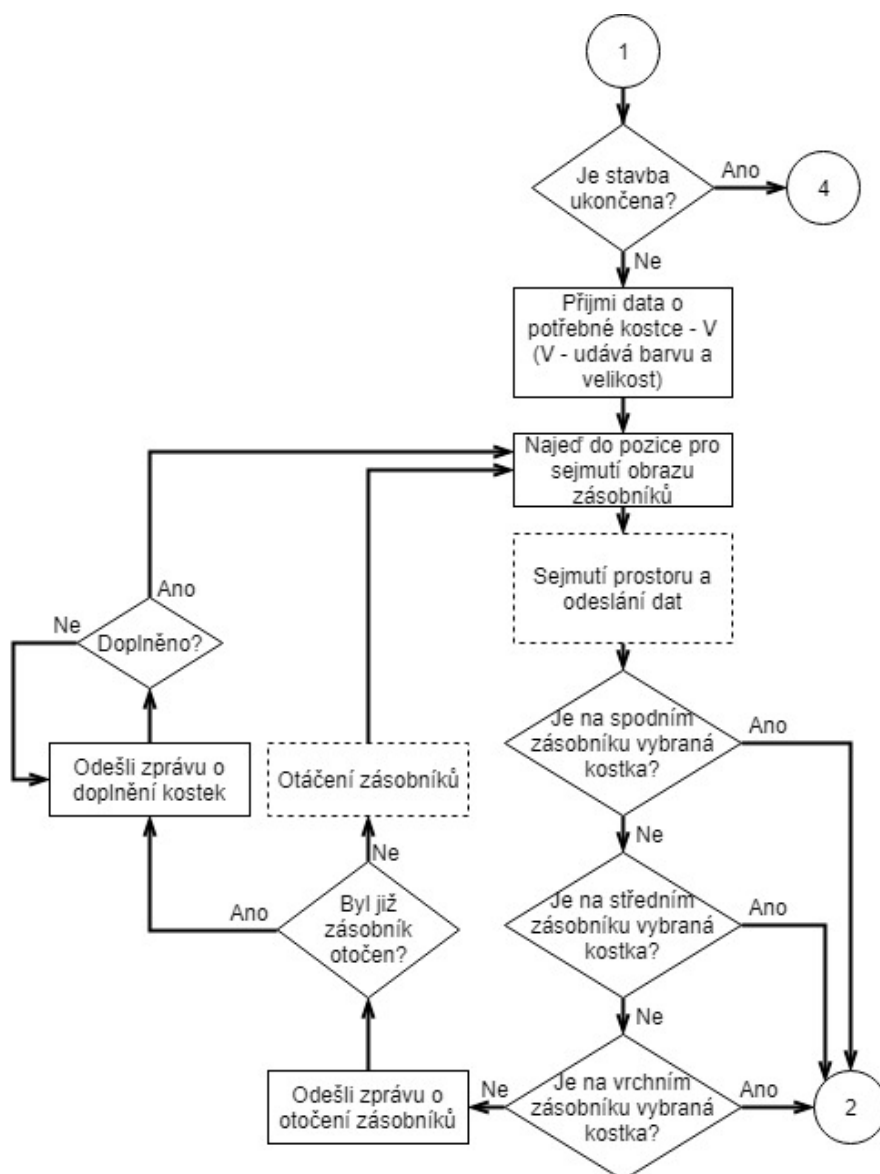 1
Je stavba
ukončena?
Ano
4
Ne
Přijmi data o
potřebné kostce - V
(V - udává barvu a
velikost)
Najeď do pozice pro
sejmutí obrazu
zásobníků
Sejmutí prostoru a
odeslání dat
Ano
Ne
Doplněno?
Je na spodním
zásobníku vybraná
kostka?
Ano
Odešli zprávu o
doplnění kostek
Otáčení zásobníků
Ne
Ne
Je na středním
zásobníku vybraná
kostka?
Ano
Ano
Byl již
zásobník
otočen?
Ne
Odešli zprávu o
otočení zásobníků
Ne
Je na vrchním
zásobníku vybraná
kostka?
Ano
2